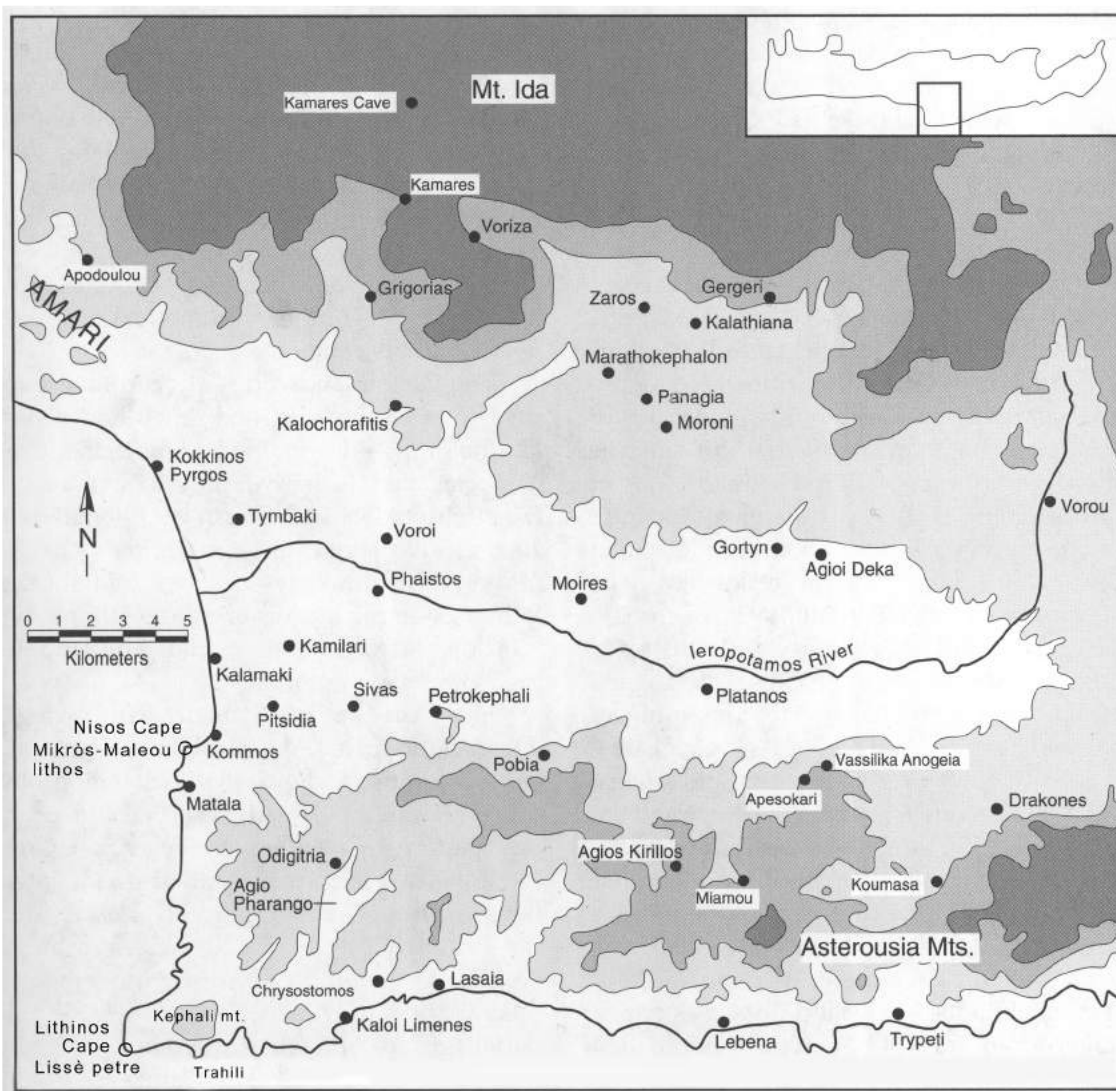 Mt. Ida
Kamares Cave
Kamares
Voriza
Apodoulou
AMARI
Grigorias
Gergeri
Zaros
Kalathiana
Marathokephalon
Panagia
Moroni
Kalochorafitis
Kokkinos
Pyrgos
N
Tymbaki
Voroi
Vorou
Gortyn
Agioi Deka
Phaistos
Moires
0 1 2 3 4 5
Kilometers
Kamilari
Ieropotamos River
Kalamaki
Platanos
Sivas
Petrokephali
Pitsidia
Nisos Cape
Mikròs-Maleou
lithos
Kommos
Pobia
Vassilika Anogeia
Matala
Apesokari
Drakones
Odigitria
Agios Kirillos
Agio
Pharango
Miamou
Koumasa
Asterousia Mts.
Chrysostomos
Lasaia
Kephali mt.
Kaloi Limenes
Lebena
Trypeti
Lithinos
Cape
Lissè petre
Trahili